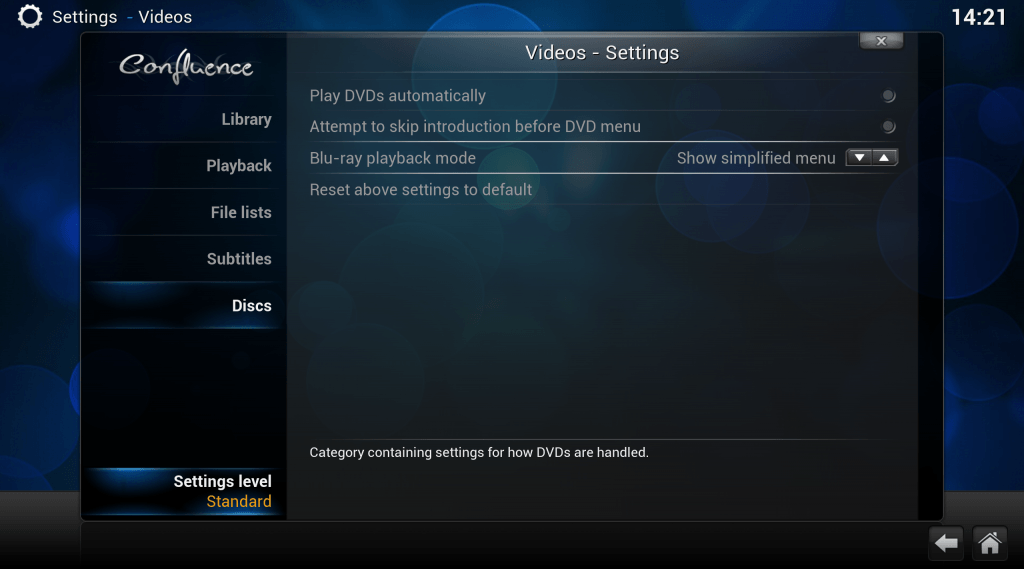 Settings - Videos
14:21
Confluence
Videos - Settings
Library
Playback
File lists
Subtitles
Discs
Play DVDs automatically
Attempt to skip introduction before DVD menu
Blu-ray playback mode Show simplified menu
Reset above settings to default
Category containing settings for how DVDs are handled.
Settings level
Standard